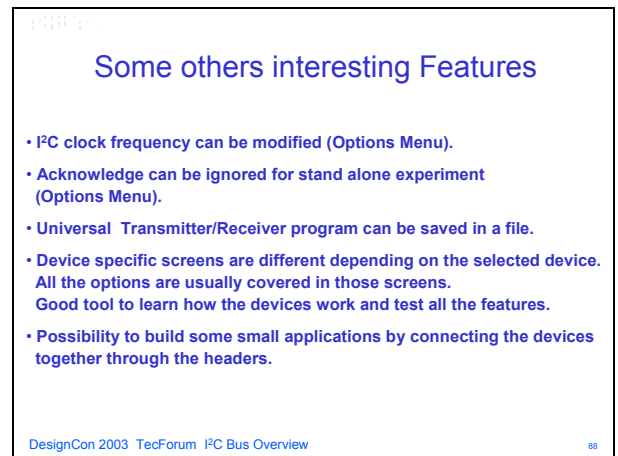 Some others interesting Features
• I²C clock frequency can be modified (Options Menu).
• Acknowledge can be ignored for stand alone experiment
(Options Menu).
• Universal Transmitter/Receiver program can be saved in a file.
• Device specific screens are different depending on the selected device.
All the options are usually covered in those screens.
Good tool to learn how the devices work and test all the features.
• Possibility to build some small applications by connecting the devices
together through the headers.
DesignCon 2003 TecForum I²C Bus Overview
88